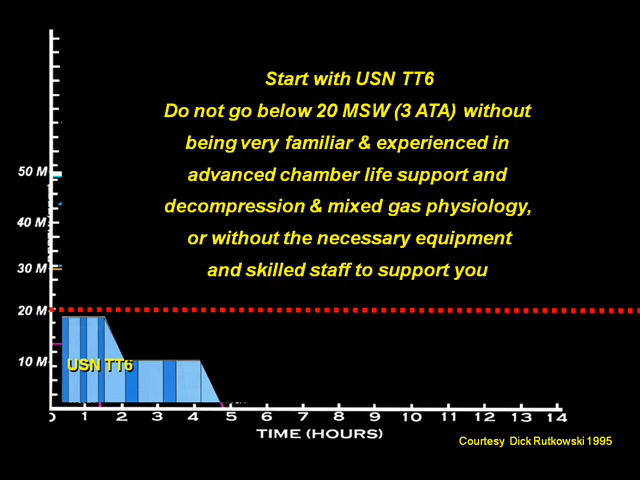 Start with USN TT6
Do not go below 20 MSW (3 ATA) without
being very familiar & experienced in
advanced chamber life support and
decompression & mixed gas physiology,
or without the necessary equipment
and skilled staff to support you
50 M
40 M
30 M
20 M
10 M
USN TT6
0 1 2 3 4 5 6 7 8 9 10 11 12 13 14
TIME (HOURS)
Courtesy Dick Rutkowski 1995